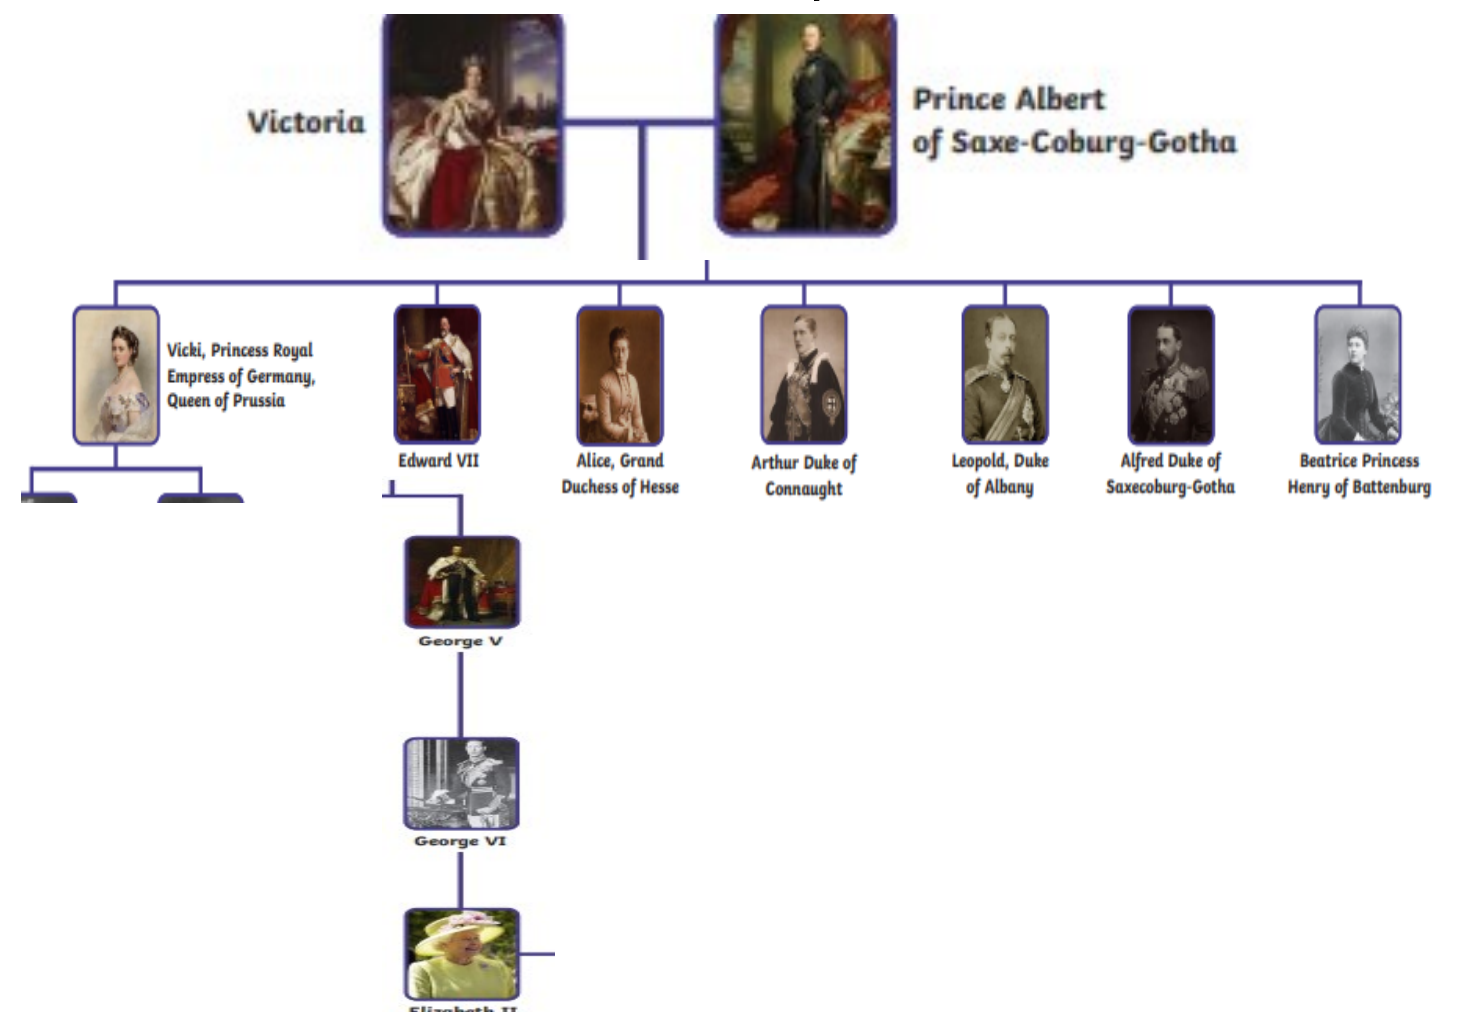 Victoria
Prince Albert
of Saxe-Coburg-Gotha
Vicki, Princess Royal
Empress of Germany,
Queen of Prussia
Edward VII
Alice, Grand
Duchess of Hesse
Arthur Duke of
Connaught
Leopold, Duke
of Albany
Alfred Duke of
Saxecoburg-Gotha
Beatrice Princess
Henry of Battenburg
George V
George VI
Elizabeth II